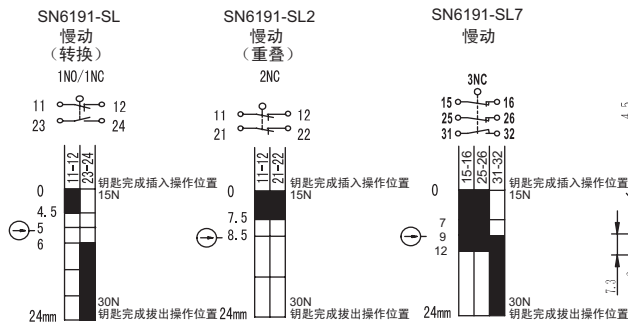 SN6191-SL
慢动
（转换）
1NO/1NC
11 12
23 24
11-12
23-24
0
4.5
5
6
24mm
钥匙完成插入操作位置
15N
30N
钥匙完成拔出操作位置
SN6191-SL2
慢动
（重叠）
2NC
11 12
21 22
11-12
21-22
0
7.5
8.5
24mm
钥匙完成插入操作位置
15N
30N
钥匙完成拔出操作位置
SN6191-SL7
慢动
3NC
15 16
25 26
31 32
15-16
25-26
31-32
0
7
9
12
24mm
钥匙完成插入操作位置
15N
30N
钥匙完成拔出操作位置
4.5
7.3